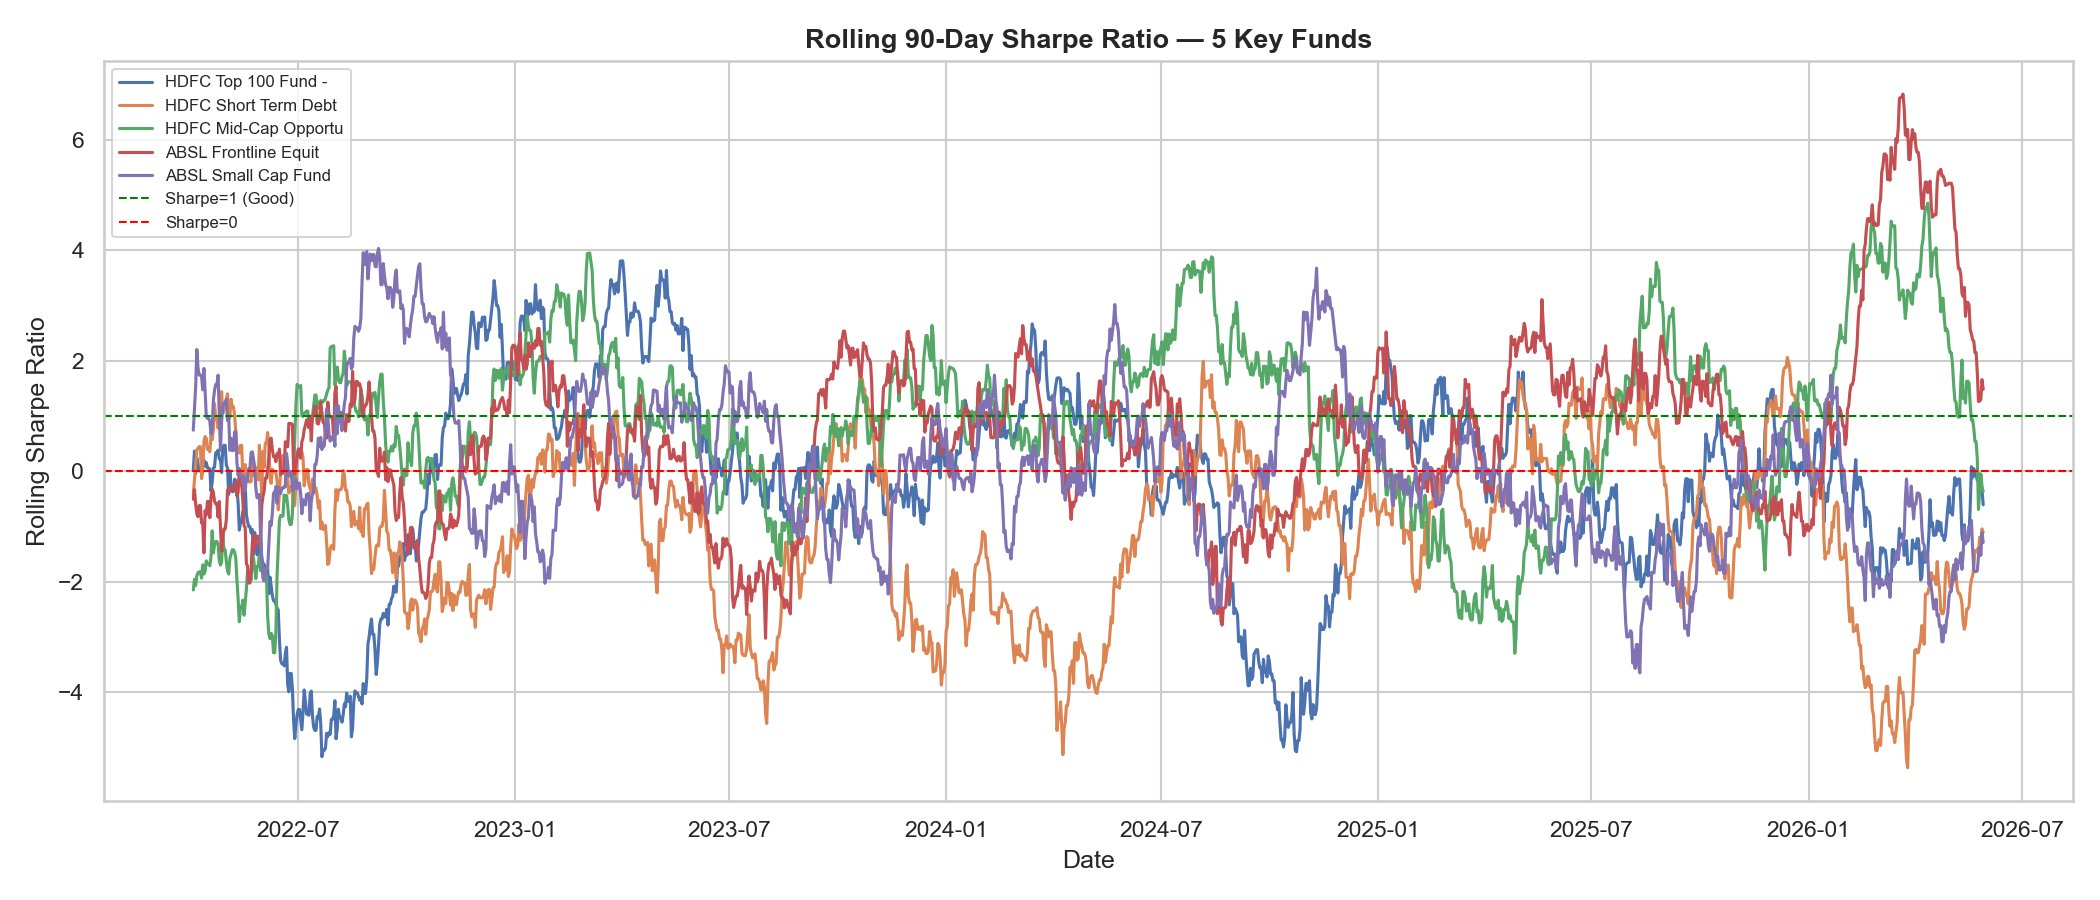 Rolling 90-Day Sharpe Ratio — 5 Key Funds
HDFC Top 100 Fund -
HDFC Short Term Debt
HDFC Mid-Cap Opportu
ABSL Frontline Equit
ABSL Small Cap Fund
Sharpe=1 (Good)
Sharpe=0
Rolling Sharpe Ratio
6
4
2
0
−2
−4
2022-07
2023-01
2023-07
2024-01
2024-07
2025-01
2025-07
2026-01
2026-07
Date